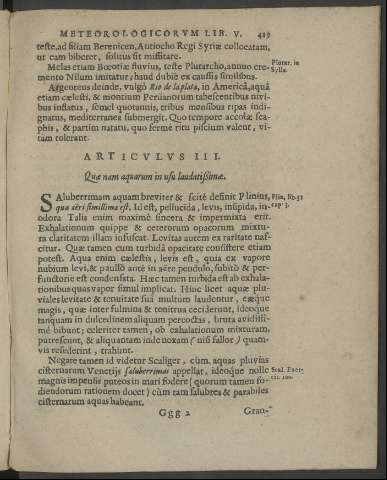 METEOROLOGICORVM LIB. V. 419
teste, ad filiam Berenicen, Antiocho Regi Syriæ collocatam,
ut eam biberet, solutus sit missitare.
Melas etiam Bœotiæ fluvius, teste Plutarcho, annuo cre-
Plutar. in
Sylla.
mento Nilum imitatur, haud dubiè ex caussis similibus.
Argenteus deinde, vulgò Rio de la plata, in Americâ, aquâ
etiam cælesti, & montium Peruanorum tabescentibus nivi-
bus inflatus, semel quotannis, tribus mensibus ripas indi-
gnatus, mediterranea submergit. Quo tempore accolæ sca-
phis, & partim natatu, quo ferme ritu piscium valent, vi-
tam tolerant.
ARTICVLVS III.
Quæ nam aquarum in usu laudatissimæ.
SAluberrimam aquam breviter & scitè definit Plinius,
Plin. lib. 31
cap. 3.
qua aëri simillima est. Id est, pellucida, levis, insipida, in-
odora Talis enim maximè sincera & impermixta erit.
Exhalationum quippe & ceterorum opacorum mixtu-
ra claritatem illam infuscat. Levitas autem ex raritate nas-
citur. Quæ tamen cum turbidâ opacitate consistere etiam
potest. Aqua enim cælestis, levis est, quia ex vapore
nubium levi, & paullò antè in aëre pendulo, subitò & per-
functoriè est condensata. Hæc tamen turbida est ab exhala-
tionibus quas vapor simul implicat. Hinc licet aquæ plu-
viales levitate & tenuitate suâ multùm laudentur, eæque
magis, quæ inter fulmina & tonitrua ceciderunt, ideoque
tanquam in dulcedinem aliquam percoctas, bruta avidissi-
mè bibunt; celeriter tamen, ob exhalationum mixturam,
putrescunt, & aliquantam inde noxam (nisi fallor) quam-
vis resederint, trahunt.
Negare tamen id videtur Scaliger, cùm aquas pluvias
cisternarum Venetijs saluberrimas appellat, ideóque nolle
Scal. Exer-
magnis impensis puteos in mari fodere (quorum tamen fo-
diendorum rationem docet) cùm tam salubres & parabiles
cisternarum aquas habeant.
Ggg 2
Gran-